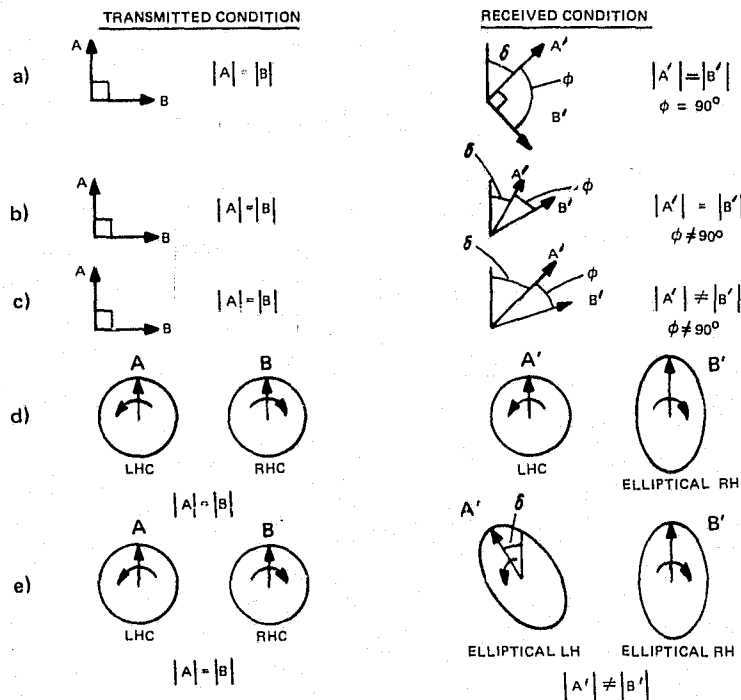 TRANSMITTED CONDITION
RECEIVED CONDITION
a)
A
B
|A| = |B|
δ
A'
ϕ
B'
|A'| = |B'|
ϕ = 90°
b)
A
B
|A| = |B|
δ
A'
ϕ
B'
|A'| = |B'|
ϕ ≠ 90°
c)
A
B
|A| = |B|
δ
A'
ϕ
B'
|A'| ≠ |B'|
ϕ ≠ 90°
d)
A
B
LHC
RHC
|A| = |B|
A'
B'
LHC
ELLIPTICAL RH
e)
A
B
LHC
RHC
|A| = |B|
A'
δ
B'
ELLIPTICAL LH
ELLIPTICAL RH
|A'| ≠ |B'|